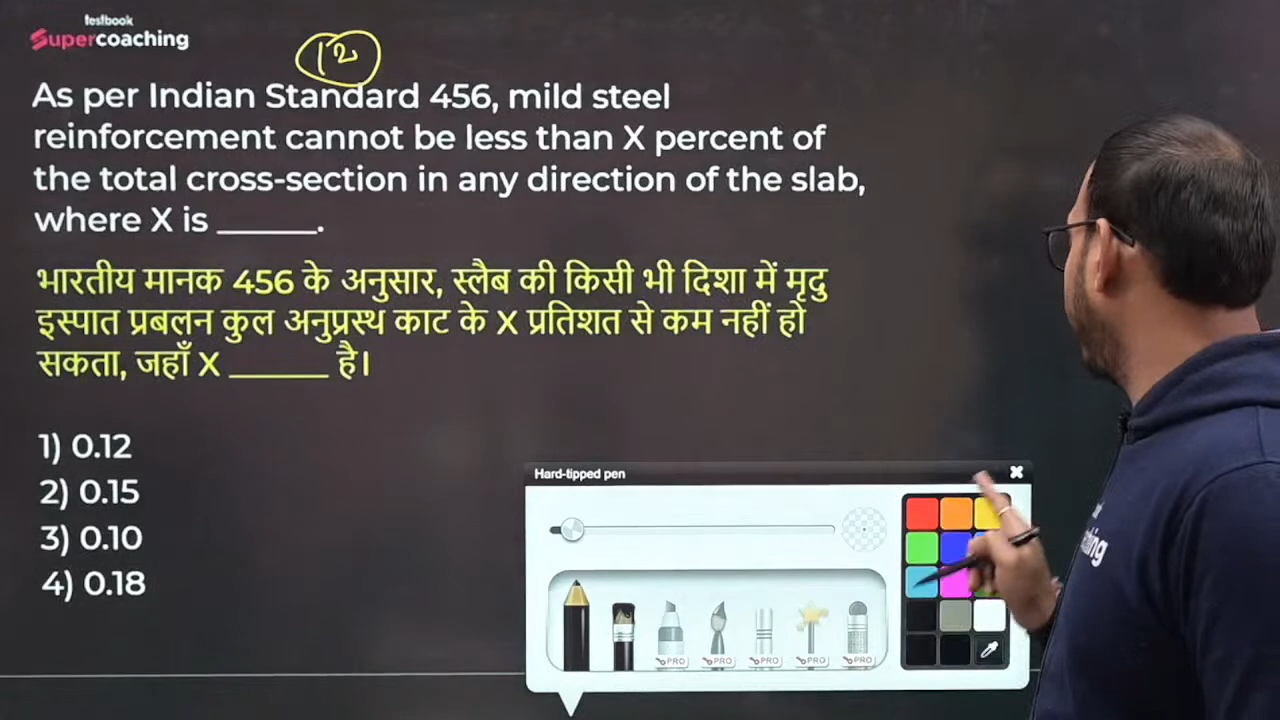 testbook
Supercoaching
12
As per Indian Standard 456, mild steel
reinforcement cannot be less than X percent of
the total cross-section in any direction of the slab,
where X is ______.
भारतीय मानक 456 के अनुसार, स्लैब की किसी भी दिशा में मृदु
इस्पात प्रबलन कुल अनुप्रस्थ काट के X प्रतिशत से कम नहीं हो
सकता, जहाँ X ______ है।
1) 0.12
2) 0.15
3) 0.10
4) 0.18
Hard-tipped pen
PRO PRO PRO PRO PRO